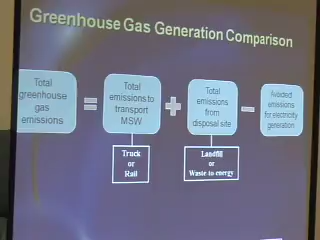 Greenhouse Gas Generation Comparison
Total
greenhouse
gas
emissions
=
Total
emissions to
transport
MSW
+
Total
emissions
from
disposal site
−
Avoided
emissions
for electricity
generation
Truck
or
Rail
Landfill
or
Waste to energy